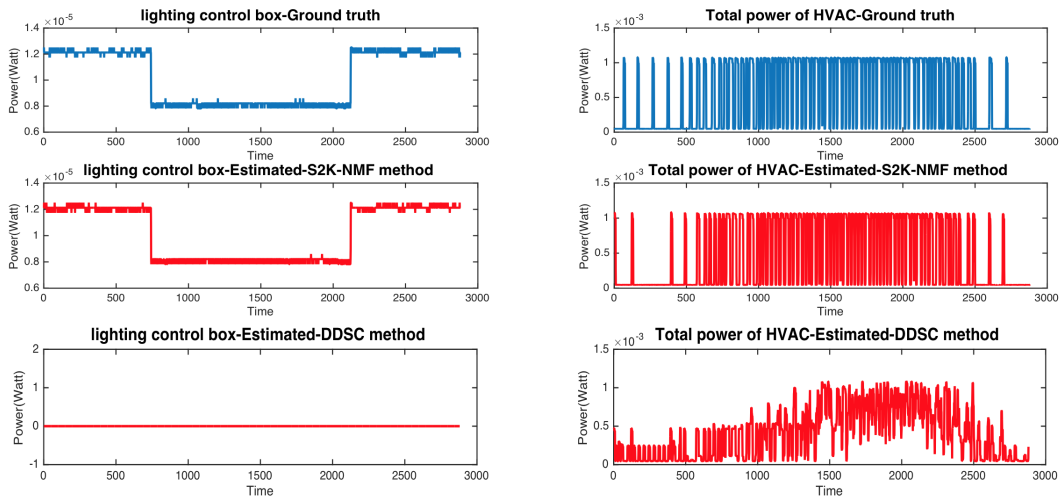 lighting control box-Ground truth
×10⁻⁵
1.4
1.2
1
0.8
0.6
Power(Watt)
0 500 1000 1500 2000 2500 3000
Time
Total power of HVAC-Ground truth
×10⁻³
1.5
1
0.5
0
Power(Watt)
0 500 1000 1500 2000 2500 3000
Time
lighting control box-Estimated-S2K-NMF method
×10⁻⁵
1.4
1.2
1
0.8
0.6
Power(Watt)
0 500 1000 1500 2000 2500 3000
Time
Total power of HVAC-Estimated-S2K-NMF method
×10⁻³
1.5
1
0.5
0
Power(Watt)
0 500 1000 1500 2000 2500 3000
Time
lighting control box-Estimated-DDSC method
2
1
0
-1
Power(Watt)
0 500 1000 1500 2000 2500 3000
Time
Total power of HVAC-Estimated-DDSC method
×10⁻³
1.5
1
0.5
0
Power(Watt)
0 500 1000 1500 2000 2500 3000
Time